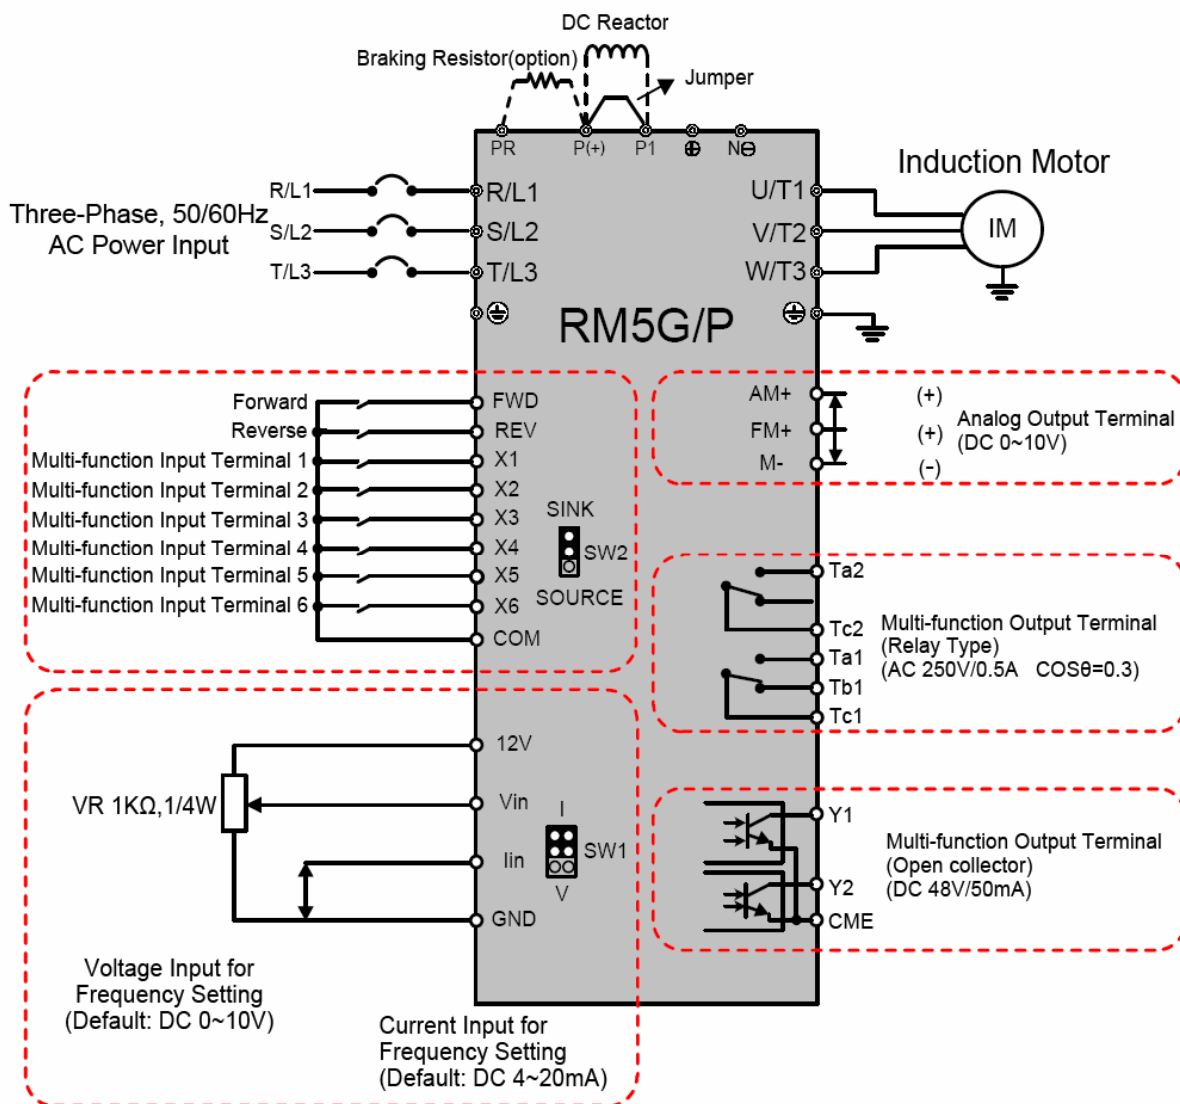 DC Reactor
Braking Resistor(option)
Jumper
PR
P(+)
P1
⊕
N⊖
Three-Phase, 50/60Hz
AC Power Input
R/L1
S/L2
T/L3
R/L1
S/L2
T/L3
U/T1
V/T2
W/T3
Induction Motor
IM
RM5G/P
Forward
Reverse
Multi-function Input Terminal 1
Multi-function Input Terminal 2
Multi-function Input Terminal 3
Multi-function Input Terminal 4
Multi-function Input Terminal 5
Multi-function Input Terminal 6
FWD
REV
X1
X2
X3
X4
X5
X6
COM
SINK
SW2
SOURCE
AM+
FM+
M-
(+)
(+)
(-)
Analog Output Terminal
(DC 0~10V)
Ta2
Tc2
Ta1
Tb1
Tc1
Multi-function Output Terminal
(Relay Type)
(AC 250V/0.5A COSθ=0.3)
VR 1KΩ,1/4W
12V
Vin
Iin
GND
I
SW1
V
Y1
Y2
CME
Multi-function Output Terminal
(Open collector)
(DC 48V/50mA)
Voltage Input for
Frequency Setting
(Default: DC 0~10V)
Current Input for
Frequency Setting
(Default: DC 4~20mA)